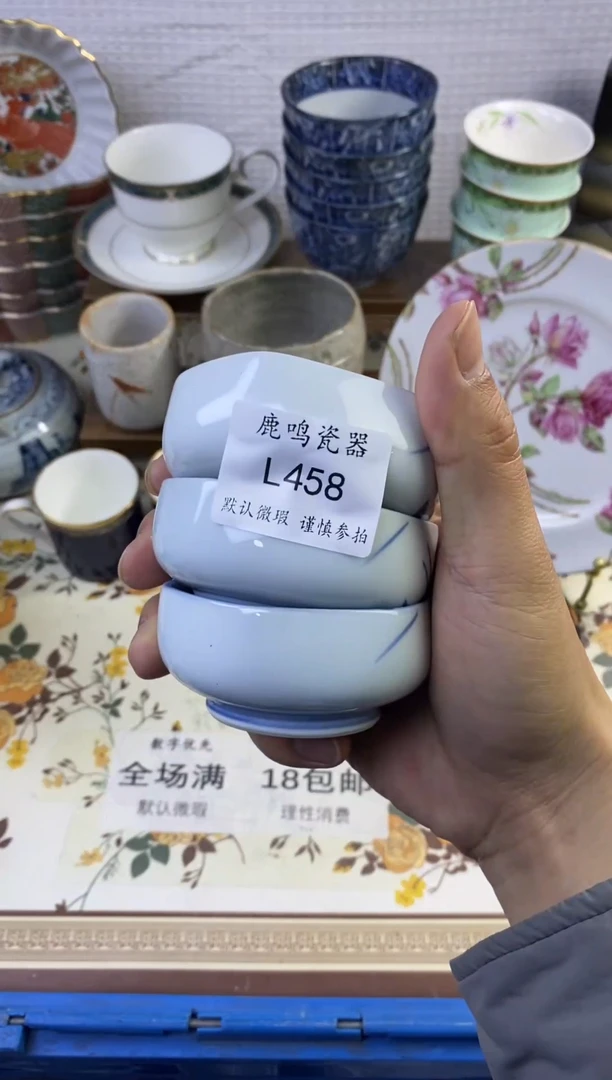 鹿鸣瓷器
L458
默认微瑕 谨慎参拍
数字优先
全场满 18包邮
默认微瑕 理性消费